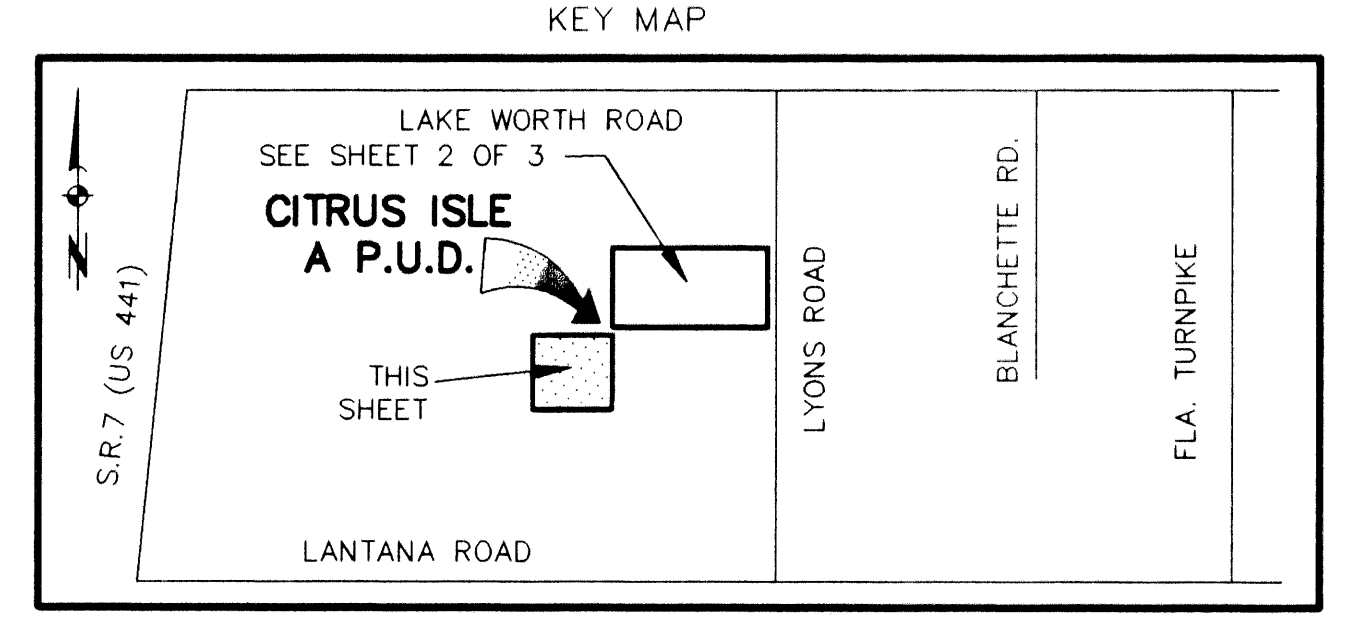 KEY MAP
LAKE WORTH ROAD
SEE SHEET 2 OF 3
CITRUS ISLE
A P.U.D.
N
S.R.7 (US 441)
THIS
SHEET
LYONS ROAD
BLANCHETTE RD.
FLA. TURNPIKE
LANTANA ROAD